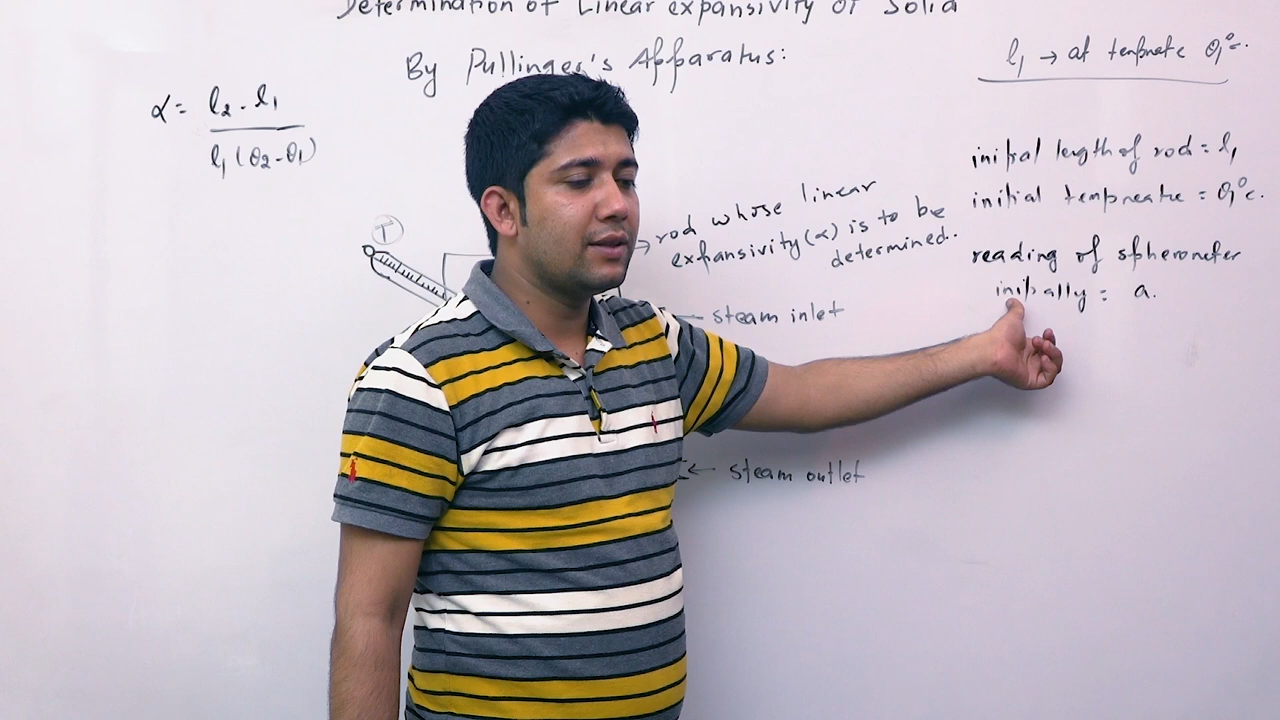 Determination of Linear expansivity of Solid
By Pullinger's Apparatus:
l₁ → at tempreate θ₁°c.
α = l₂ - l₁
l₁ (θ₂-θ₁)
initial length of rod = l₁
initial tempreatre = θ₁°c.
T
rod whose linear
expansivity (α) is to be
determined..
reading of spherometer
initially = a.
steam inlet
steam outlet